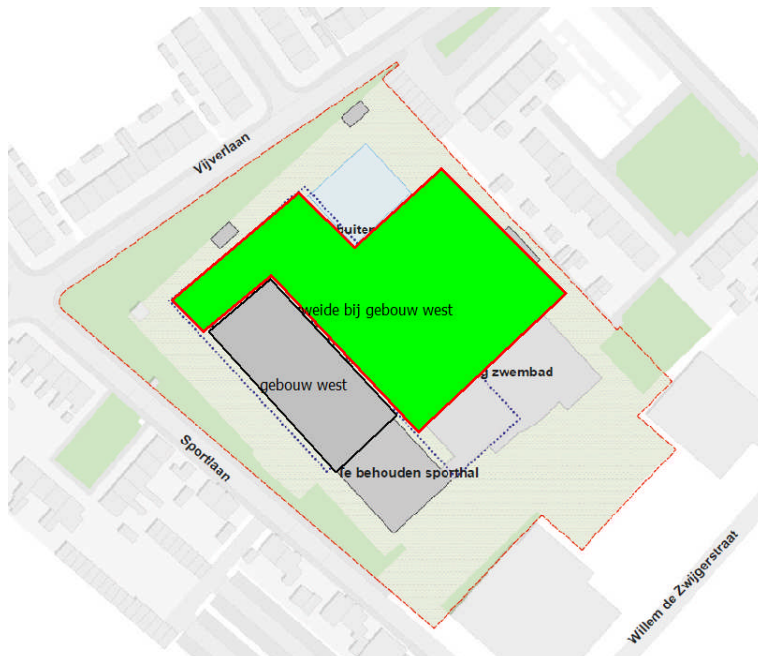 Vijverlaan
buiten
weide bij gebouw west
g zwembad
gebouw west
Te behouden sporthal
Sportlaan
Willem de Zwijgerstraat